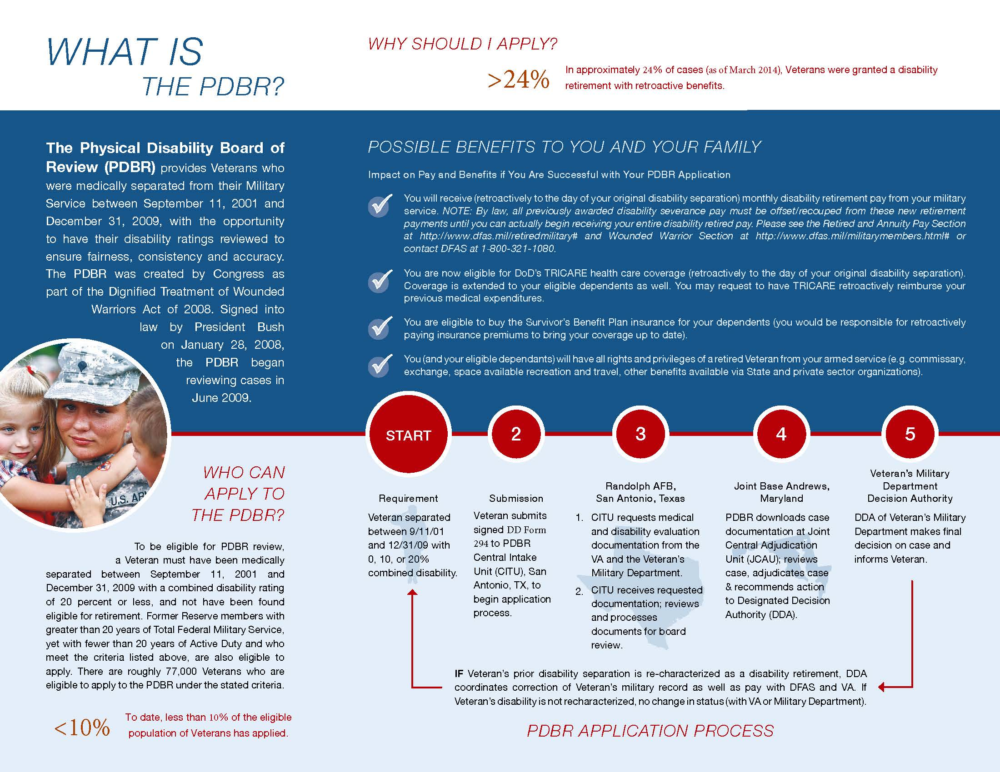 WHAT IS
THE PDBR?
The Physical Disability Board of
Review (PDBR) provides Veterans who
were medically separated from their Military
Service between September 11, 2001 and
December 31, 2009, with the opportunity
to have their disability ratings reviewed to
ensure fairness, consistency and accuracy.
The PDBR was created by Congress as
part of the Dignified Treatment of Wounded
Warriors Act of 2008. Signed into
law by President Bush
on January 28, 2008,
the PDBR began
reviewing cases in
June 2009.
U.S. AR
WHO CAN
APPLY TO
THE PDBR?
To be eligible for PDBR review,
a Veteran must have been medically
separated between September 11, 2001 and
December 31, 2009 with a combined disability rating
of 20 percent or less, and not have been found
eligible for retirement. Former Reserve members with
greater than 20 years of Total Federal Military Service,
yet with fewer than 20 years of Active Duty and who
meet the criteria listed above, are also eligible to
apply. There are roughly 77,000 Veterans who are
eligible to apply to the PDBR under the stated criteria.
<10%
To date, less than 10% of the eligible
population of Veterans has applied.
WHY SHOULD I APPLY?
>24%
In approximately 24% of cases (as of March 2014), Veterans were granted a disability
retirement with retroactive benefits.
POSSIBLE BENEFITS TO YOU AND YOUR FAMILY
Impact on Pay and Benefits if You Are Successful with Your PDBR Application
You will receive (retroactively to the day of your original disability separation) monthly disability retirement pay from your military
service. NOTE: By law, all previously awarded disability severance pay must be offset/recouped from these new retirement
payments until you can actually begin receiving your entire disability retired pay. Please see the Retired and Annuity Pay Section
at http://www.dfas.mil/retiredmilitary# and Wounded Warrior Section at http://www.dfas.mil/militarymembers.html# or
contact DFAS at 1-800-321-1080.
You are now eligible for DoD's TRICARE health care coverage (retroactively to the day of your original disability separation).
Coverage is extended to your eligible dependents as well. You may request to have TRICARE retroactively reimburse your
previous medical expenditures.
You are eligible to buy the Survivor's Benefit Plan insurance for your dependents (you would be responsible for retroactively
paying insurance premiums to bring your coverage up to date).
You (and your eligible dependants) will have all rights and privileges of a retired Veteran from your armed service (e.g. commissary,
exchange, space available recreation and travel, other benefits available via State and private sector organizations).
START
Requirement
Veteran separated
between 9/11/01
and 12/31/09 with
0, 10, or 20%
combined disability.
2
Submission
Veteran submits
signed DD Form
294 to PDBR
Central Intake
Unit (CITU), San
Antonio, TX, to
begin application
process.
3
Randolph AFB,
San Antonio, Texas
1. CITU requests medical
and disability evaluation
documentation from the
VA and the Veteran's
Military Department.
2. CITU receives requested
documentation; reviews
and processes
documents for board
review.
4
Joint Base Andrews,
Maryland
PDBR downloads case
documentation at Joint
Central Adjudication
Unit (JCAU); reviews
case, adjudicates case
& recommends action
to Designated Decision
Authority (DDA).
5
Veteran's Military
Department
Decision Authority
DDA of Veteran's Military
Department makes final
decision on case and
informs Veteran.
IF Veteran's prior disability separation is re-characterized as a disability retirement, DDA
coordinates correction of Veteran's military record as well as pay with DFAS and VA. If
Veteran's disability is not recharacterized, no change in status (with VA or Military Department).
PDBR APPLICATION PROCESS